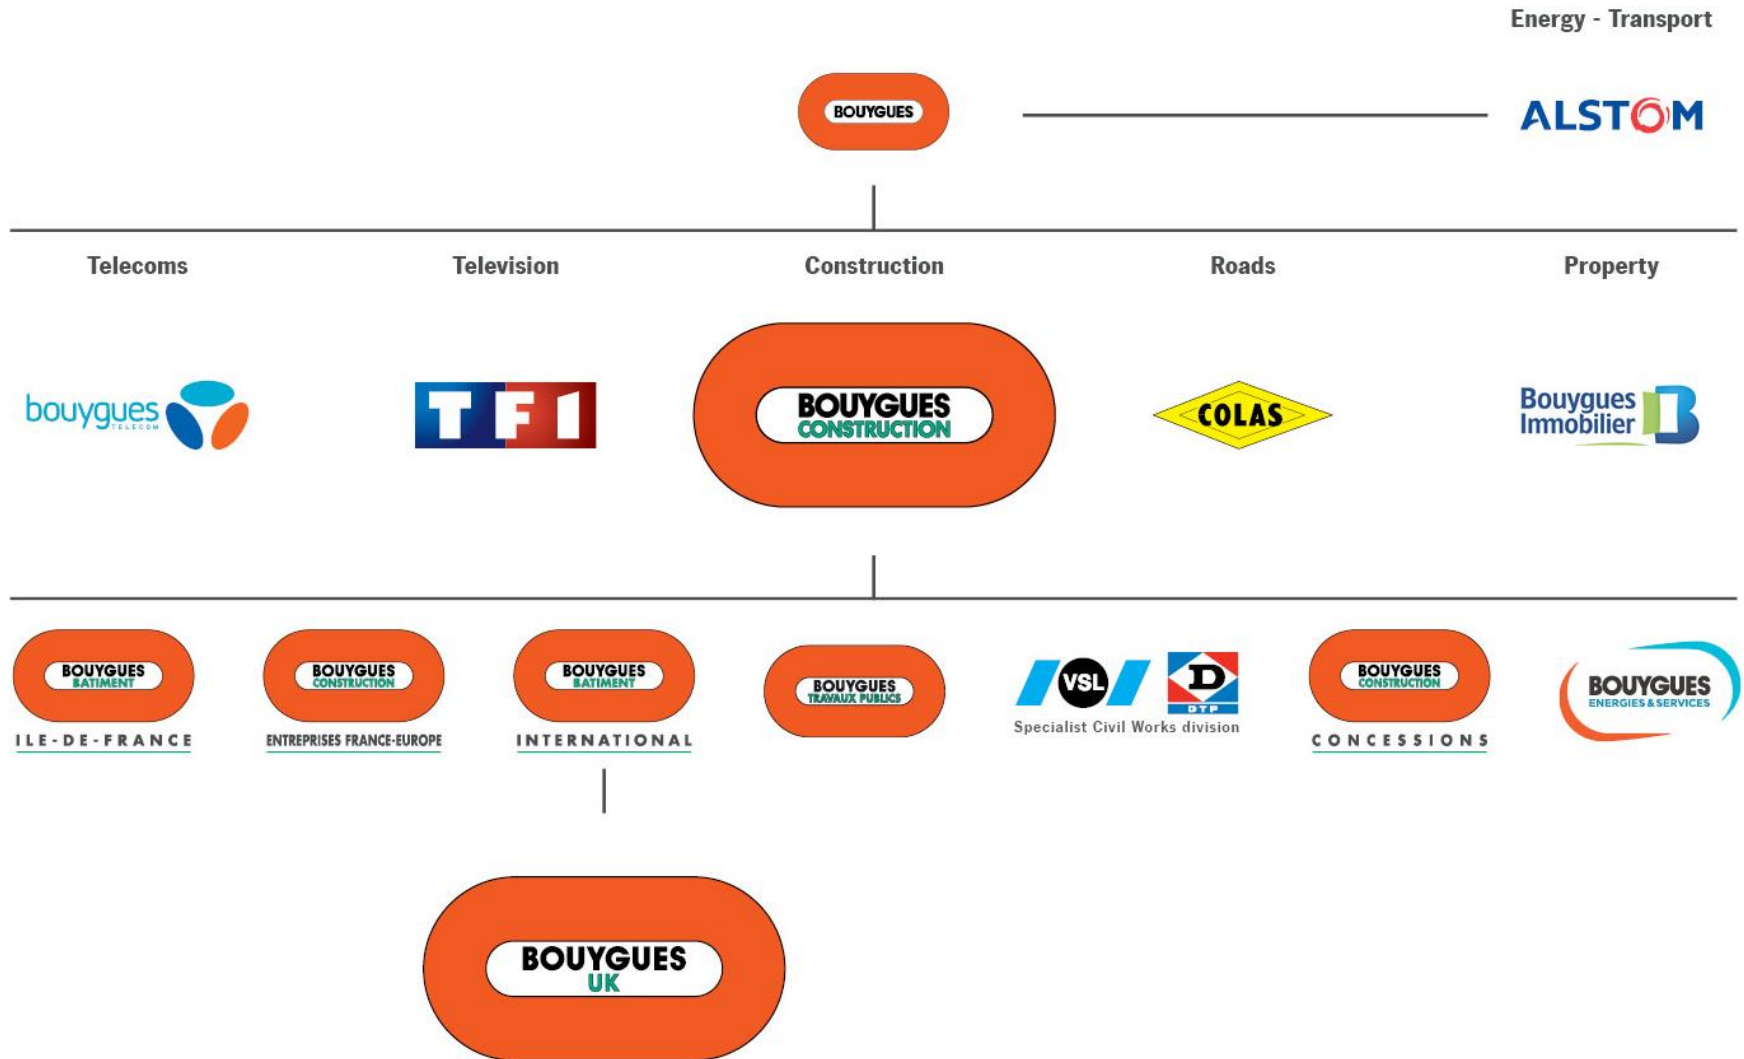 Energy - Transport
BOUYGUES
ALSTOM
Telecoms
Television
Construction
Roads
Property
bouygues
TELECOM
TF1
BOUYGUES
CONSTRUCTION
COLAS
Bouygues
Immobilier
BOUYGUES
BATIMENT
ILE-DE-FRANCE
BOUYGUES
CONSTRUCTION
ENTREPRISES FRANCE-EUROPE
BOUYGUES
BATIMENT
INTERNATIONAL
BOUYGUES
TRAVAUX PUBLICS
VSL
D
DTP
Specialist Civil Works division
BOUYGUES
CONSTRUCTION
CONCESSIONS
BOUYGUES
ENERGIES & SERVICES
BOUYGUES
UK